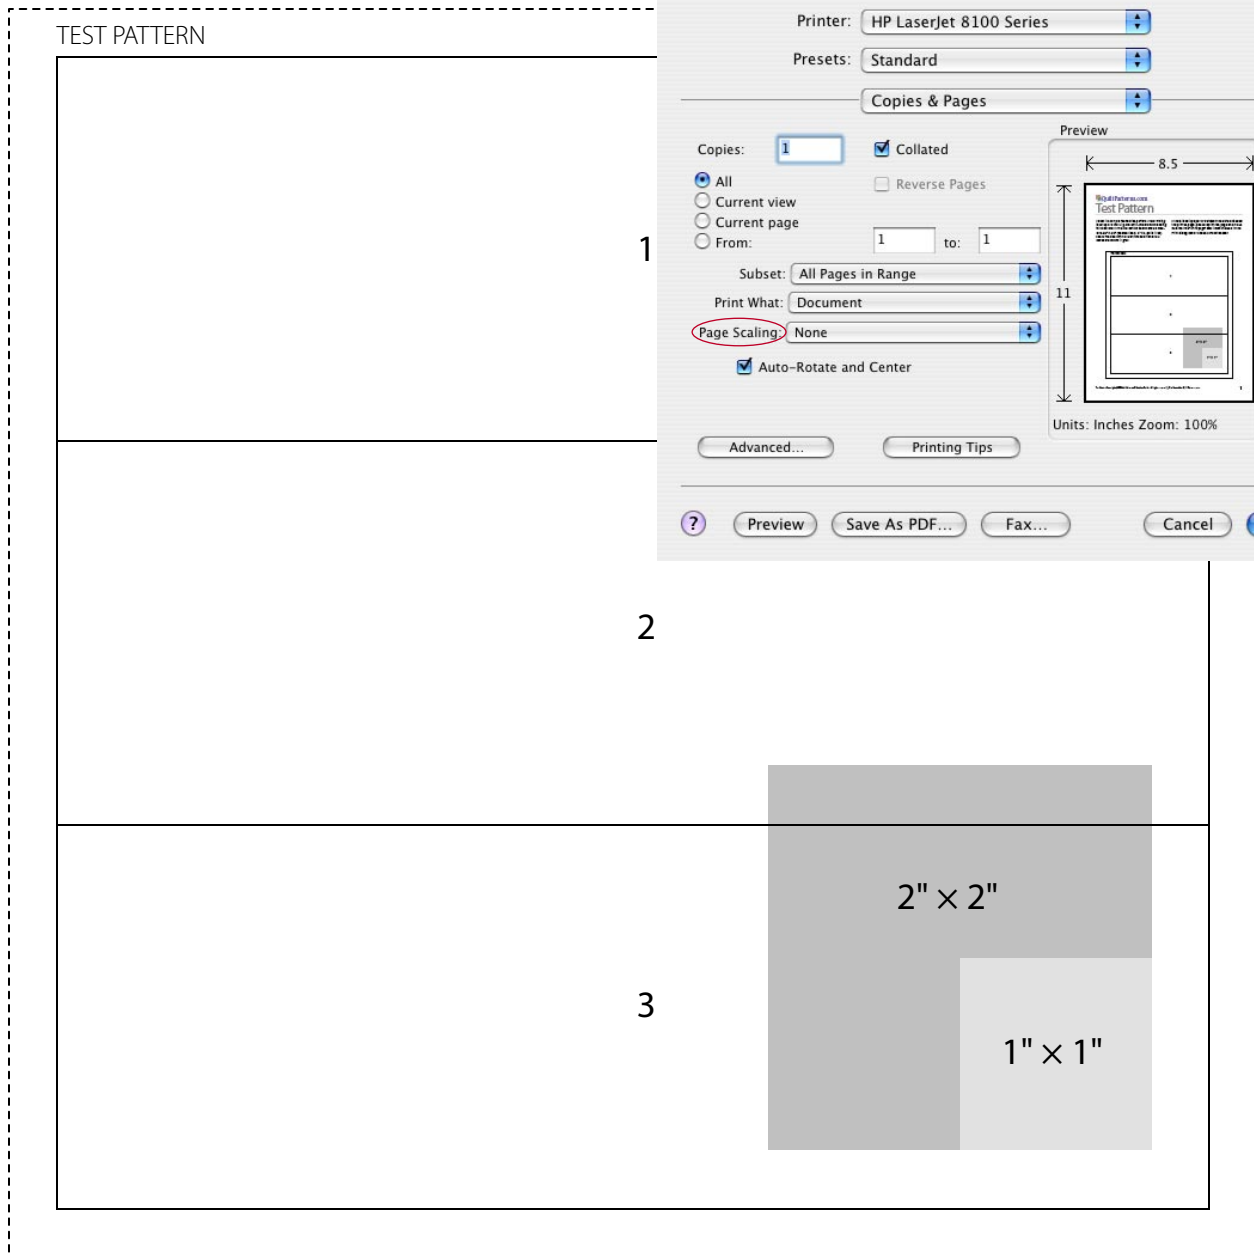 TEST PATTERN
1
2
3
2" × 2"
1" × 1"
Printer: HP LaserJet 8100 Series
Presets: Standard
Copies & Pages
Copies: 1 Collated
All Reverse Pages
Current view
Current page
From: 1 to: 1
Subset: All Pages in Range
Print What: Document
Page Scaling: None
Auto-Rotate and Center
Advanced... Printing Tips
Preview
8.5
11
QuiltPatterns.com
Test Pattern
Units: Inches Zoom: 100%
? Preview Save As PDF... Fax... Cancel